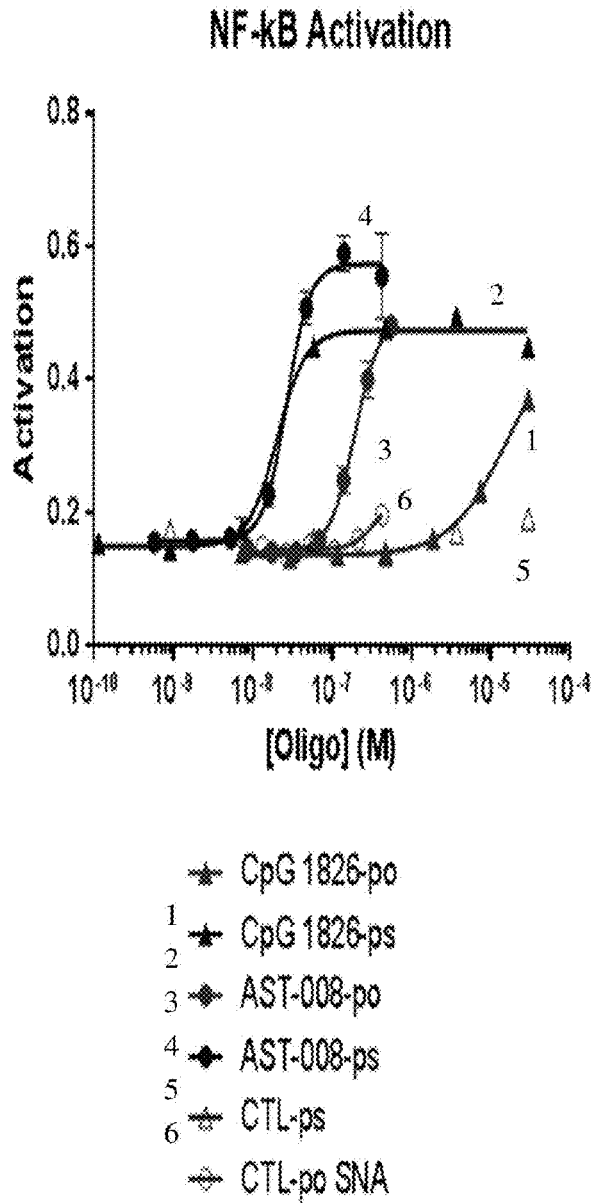 NF-kB Activation
0.8
0.6
0.4
0.2
0.0
Activation
4
2
3
1
6
5
10-10 10-9 10-8 10-7 10-6 10-5 10-4
[Oligo] (M)
CpG 1826-po
1
CpG 1826-ps
2
3 AST-008-po
4 AST-008-ps
5
CTL-ps
6
CTL-po SNA